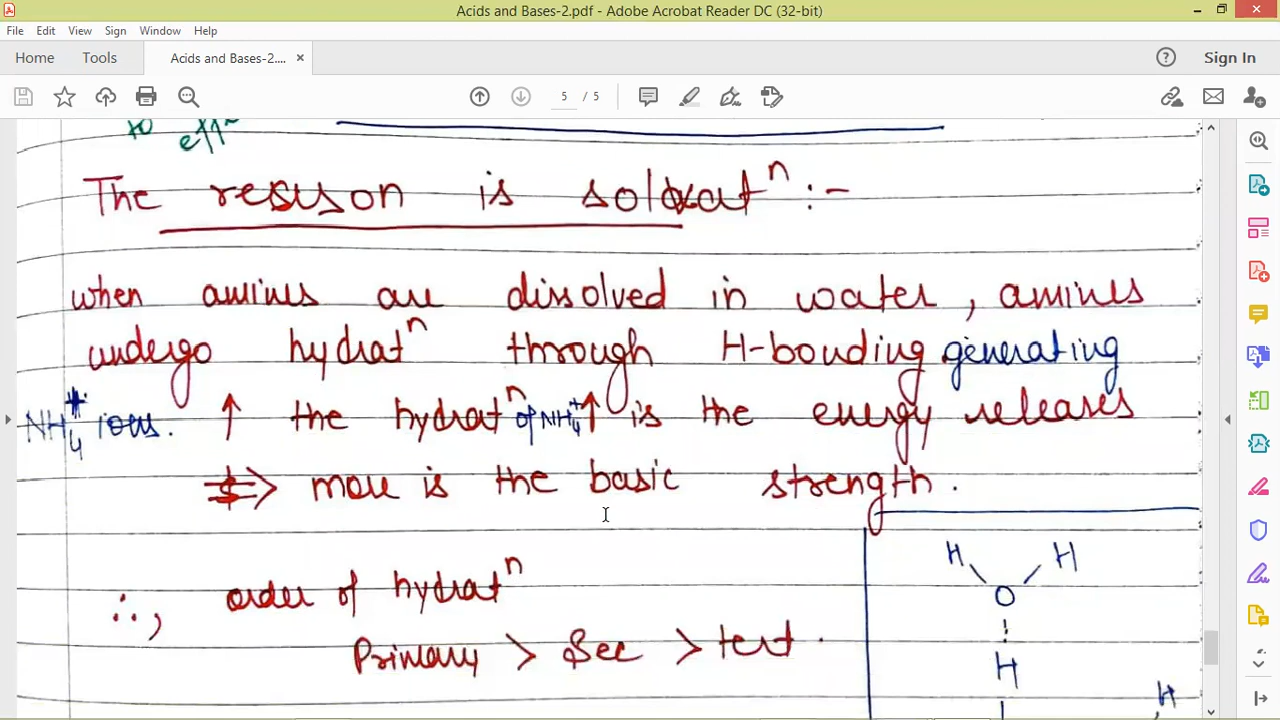 Acids and Bases-2.pdf - Adobe Acrobat Reader DC (32-bit)
File Edit View Sign Window Help
Home Tools Acids and Bases-2.... × Sign In
5 / 5
to
effⁿ
The reason is solvatⁿ :-
when amines are dissolved in water, amines
undergo hydratⁿ through H-bonding generating
NH₄⁺ ions. ↑ the hydratⁿ of NH₄⁺ ↑ is the energy releases
⇒ more is the basic strength.
∴, order of hydratⁿ
Primary > Sec > tert.
H H
O
H
H